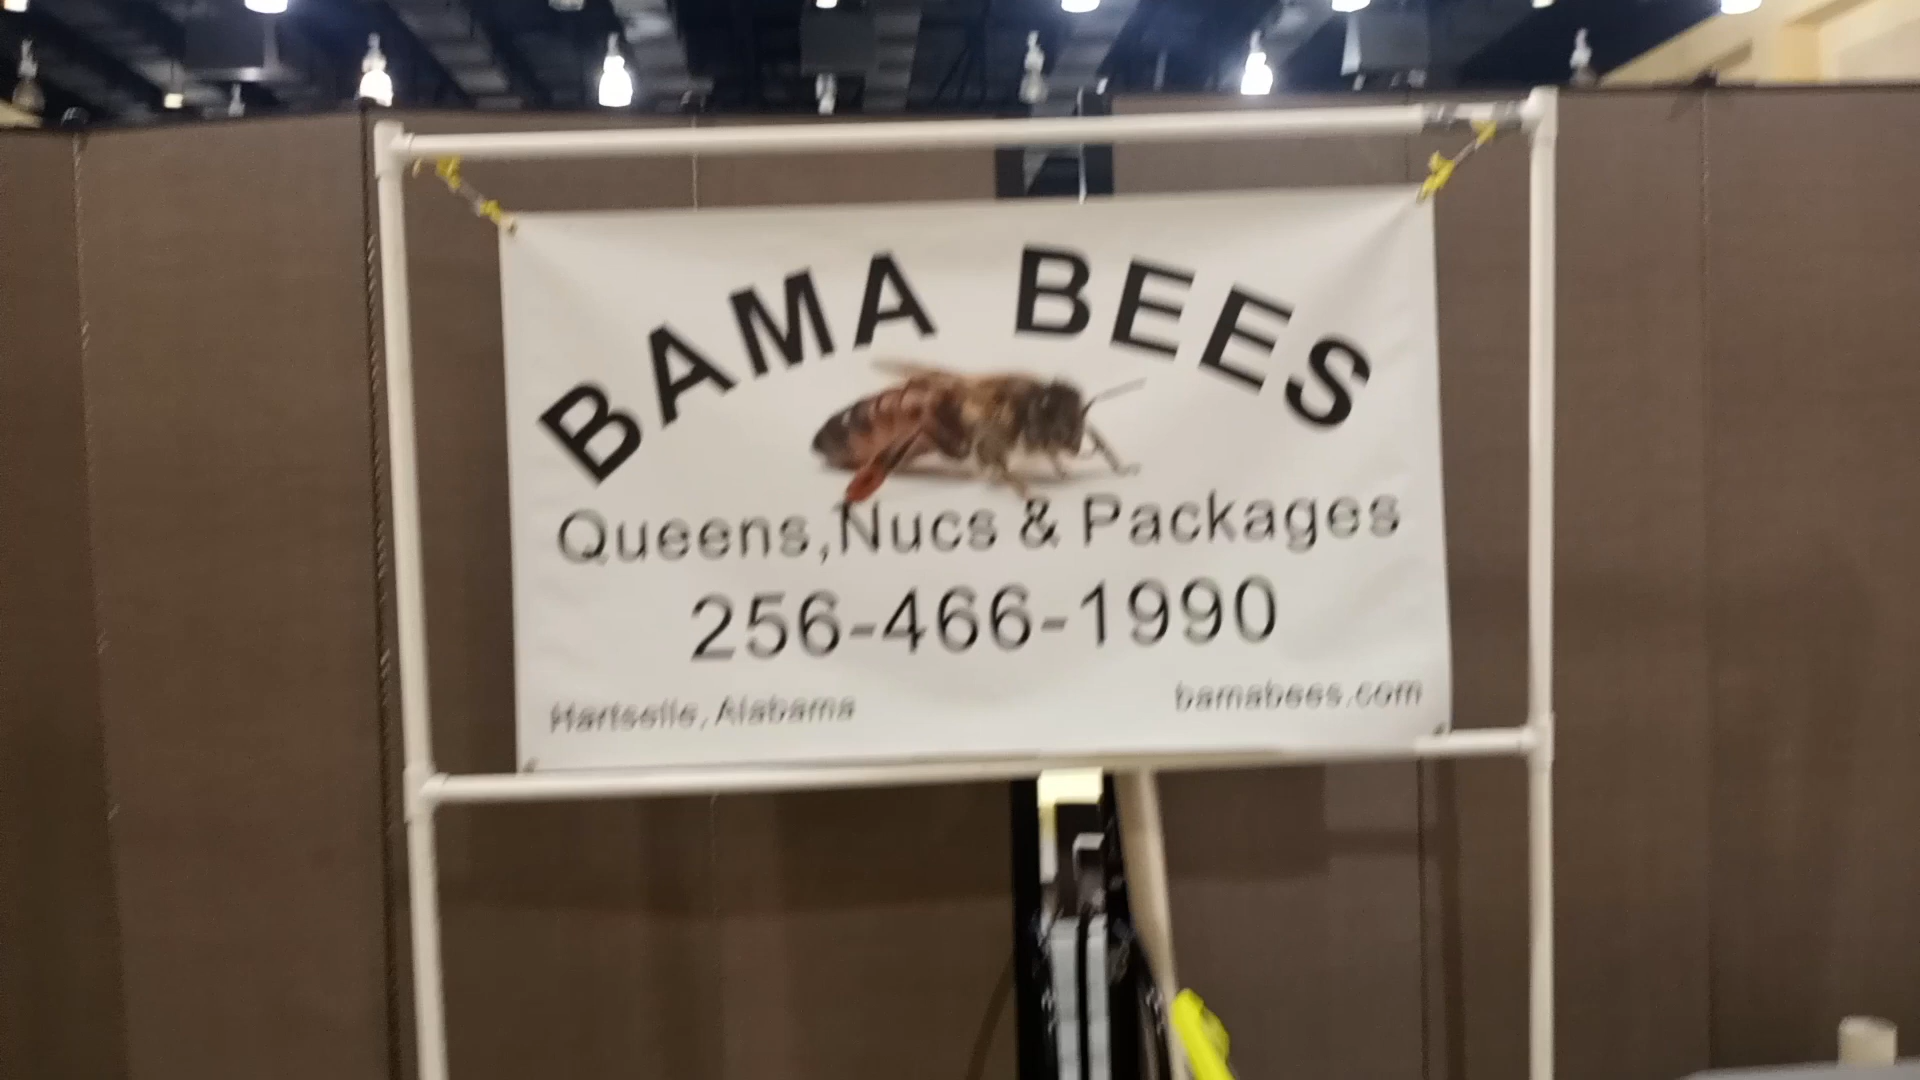 BAMA BEES
Queens,Nucs & Packages
256-466-1990
Hartselle, Alabama
bamabees.com